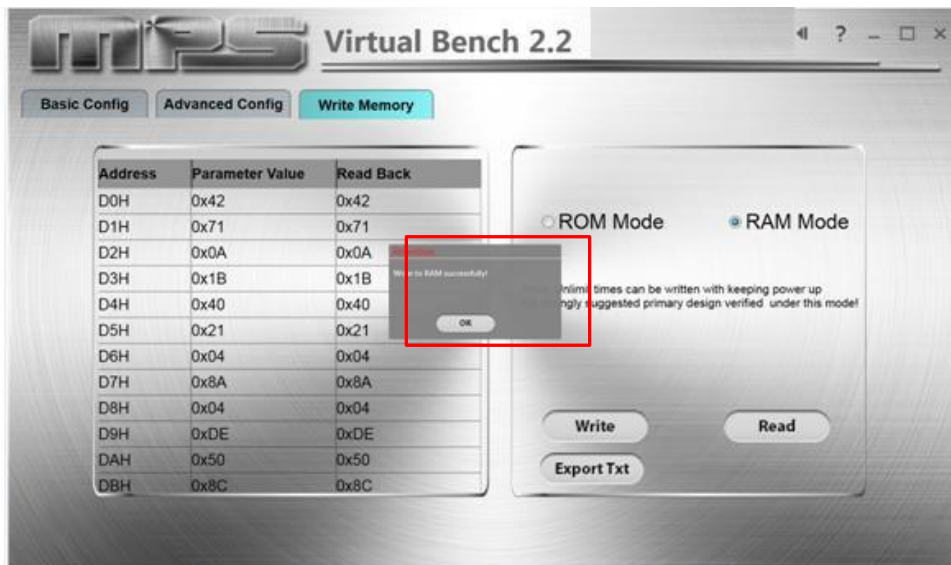 MPS Virtual Bench 2.2
?
Basic Config Advanced Config Write Memory
Address Parameter Value Read Back
D0H 0x42 0x42
D1H 0x71 0x71
D2H 0x0A 0x0A
D3H 0x1B 0x1B
D4H 0x40 0x40
D5H 0x21 0x21
D6H 0x04 0x04
D7H 0x8A 0x8A
D8H 0x04 0x04
D9H 0xDE 0xDE
DAH 0x50 0x50
DBH 0x8C 0x8C
Attention
Write to RAM successfully!
OK
ROM Mode RAM Mode
Unlimit times can be written with keeping power up
suggested primary design verified under this mode!
Write Read
Export Txt